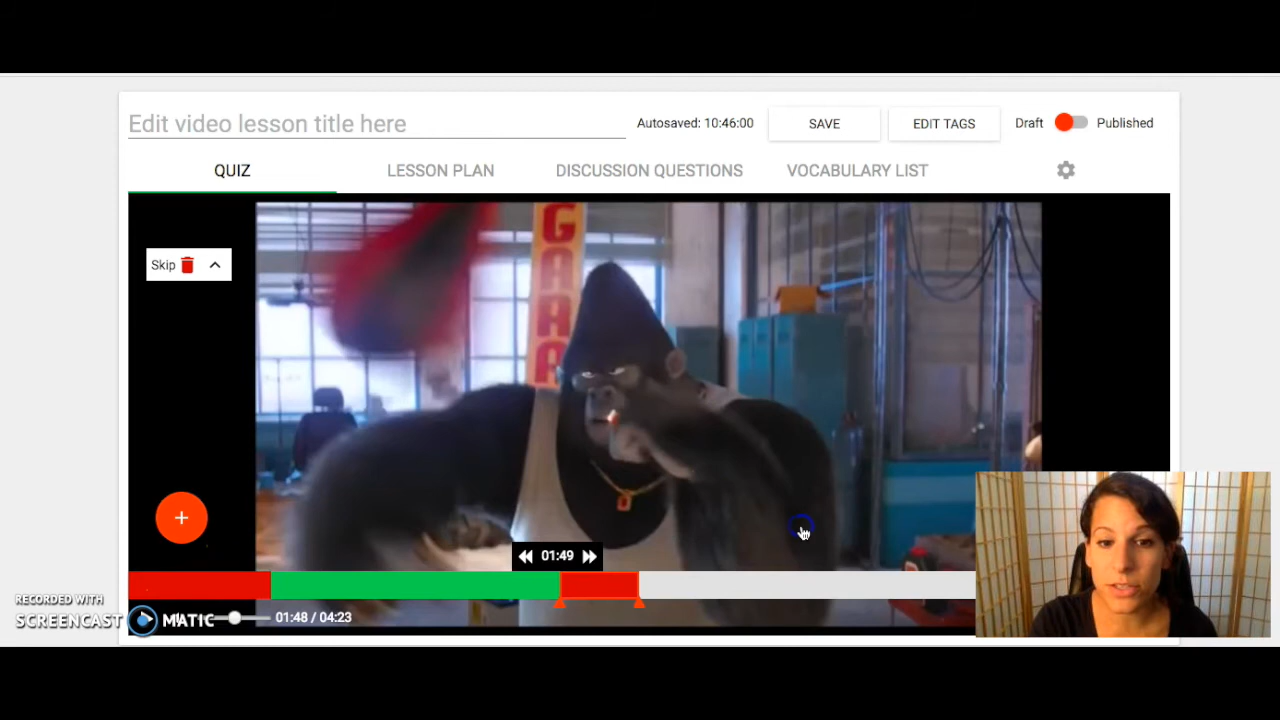 Edit video lesson title here
Autosaved: 10:46:00
SAVE
EDIT TAGS
Draft
Published
QUIZ
LESSON PLAN
DISCUSSION QUESTIONS
VOCABULARY LIST
Skip
GAAA
+
01:49
RECORDED WITH
SCREENCAST MATIC
01:48 / 04:23